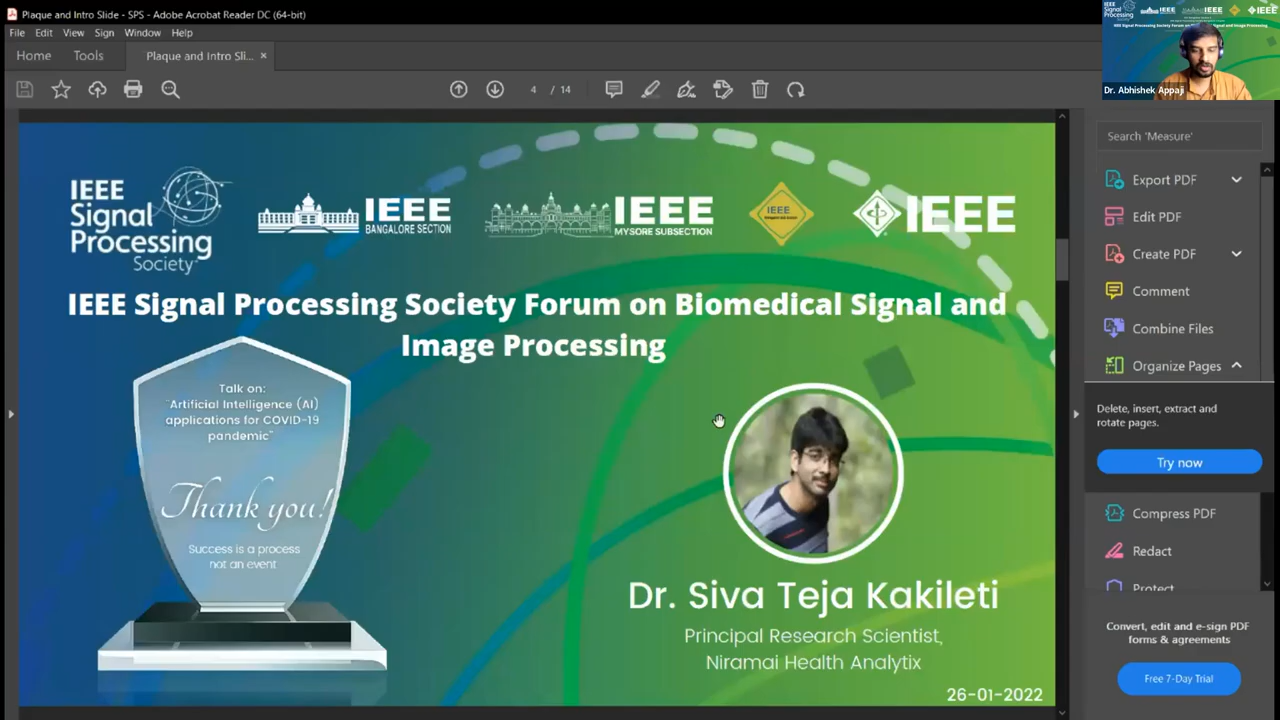 Plaque and Intro Slide - SPS - Adobe Acrobat Reader DC (64-bit)
File Edit View Sign Window Help
Home Tools Plaque and Intro Sli... ×
4 / 14
Dr. Abhishek Appaji
Search 'Measure'
Export PDF
Edit PDF
Create PDF
Comment
Combine Files
Organize Pages
Delete, insert, extract and
rotate pages.
Try now
Compress PDF
Redact
Protect
Convert, edit and e-sign PDF
forms & agreements
Free 7-Day Trial
IEEE
Signal
Processing
Society
IEEE
BANGALORE SECTION
IEEE
MYSORE SUBSECTION
IEEE
IEEE
IEEE Signal Processing Society Forum on Biomedical Signal and
Image Processing
Talk on:
"Artificial Intelligence (AI)
applications for COVID-19
pandemic"
Thank you!
Success is a process
not an event
Dr. Siva Teja Kakileti
Principal Research Scientist,
Niramai Health Analytix
26-01-2022